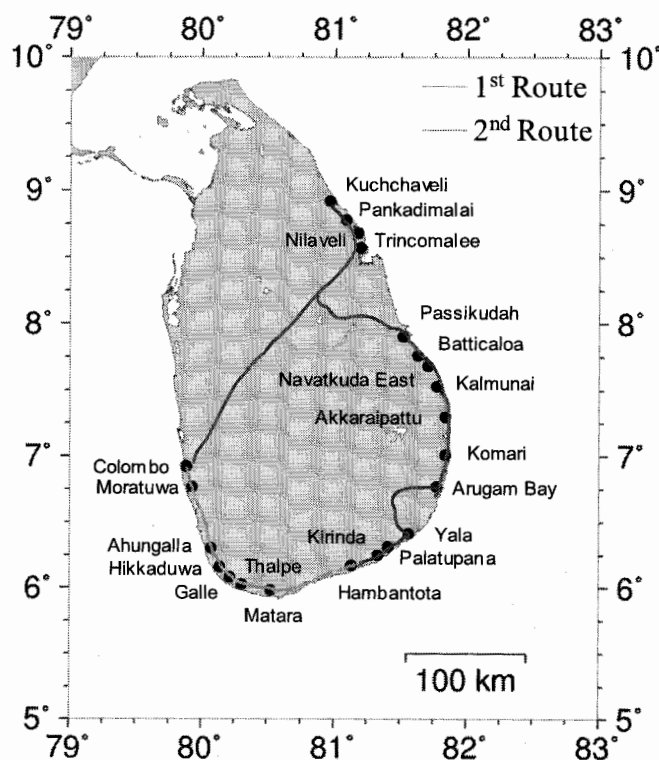 79° 80° 81° 82° 83°
10° 10°
1st Route
2nd Route
9° 9°
Kuchchaveli
Pankadimalai
Nilaveli Trincomalee
8° 8°
Passikudah
Batticaloa
Navatkuda East Kalmunai
Akkaraipattu
7° 7°
Komari
Colombo
Moratuwa Arugam Bay
Kirinda Yala
Ahungalla Palatupana
Hikkaduwa Thalpe
6° 6°
Galle Hambantota
Matara
100 km
5° 5°
79° 80° 81° 82° 83°